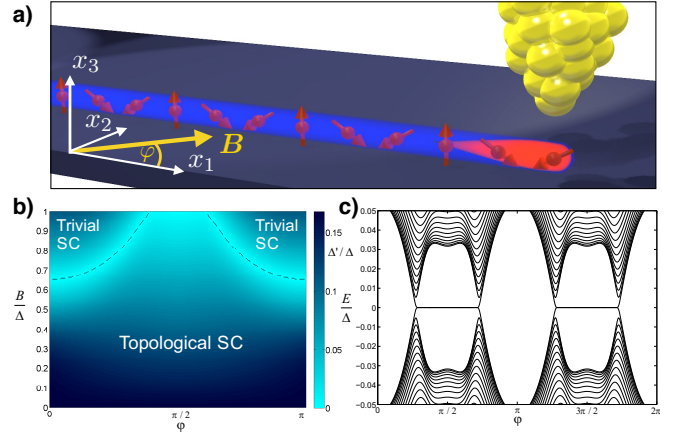 a)
x₃
x₂
B
φ
x₁
b)
Trivial
SC
Trivial
SC
Topological SC
B/Δ
1
0.9
0.8
0.7
0.6
0.5
0.4
0.3
0.2
0.1
0
0
π / 2
π
φ
Δ'/Δ
0.15
0.1
0.05
0
c)
E/Δ
0.05
0.04
0.03
0.02
0.01
0
−0.01
−0.02
−0.03
−0.04
−0.05
0
π / 2
π
3π / 2
2π
φ